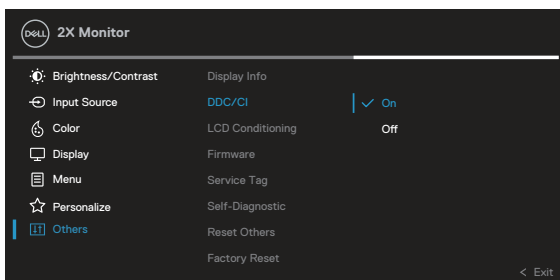 DELL 2X Monitor
Brightness/Contrast Display Info
Input Source DDC/CI On
Color LCD Conditioning Off
Display Firmware
Menu Service Tag
Personalize Self-Diagnostic
Others Reset Others
Factory Reset
< Exit